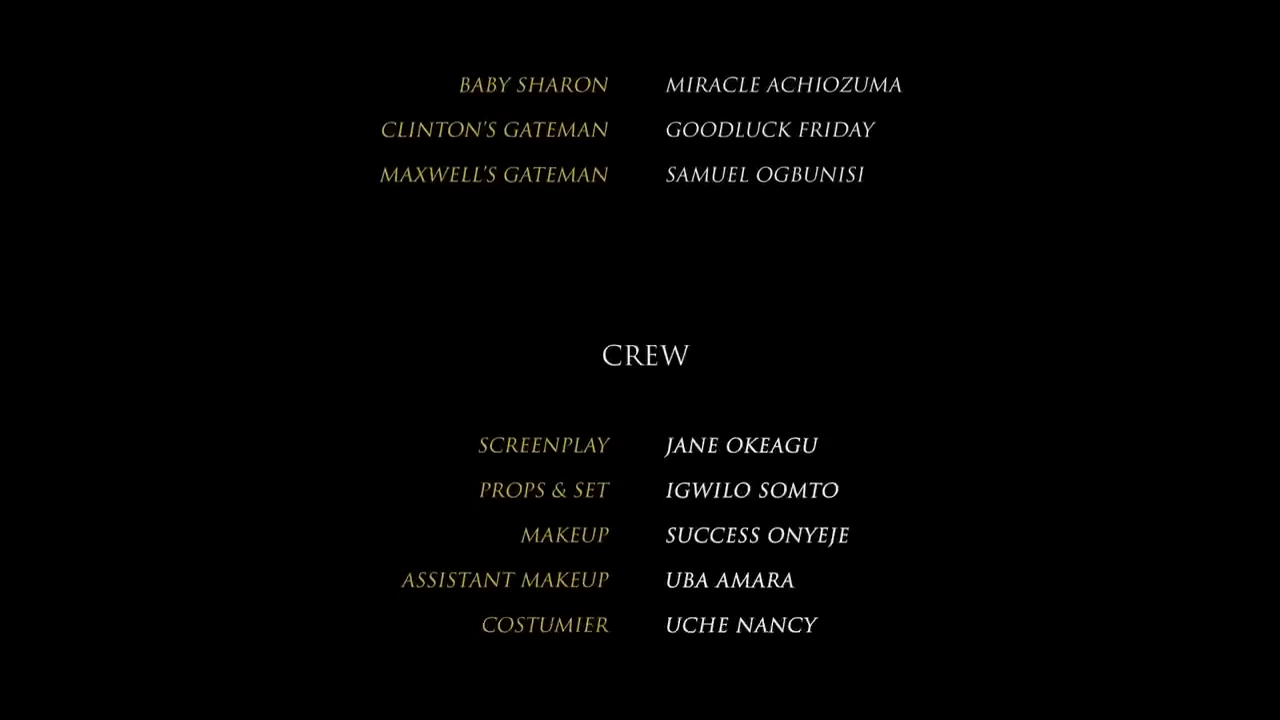 BABY SHARON MIRACLE ACHIOZUMA
CLINTON'S GATEMAN GOODLUCK FRIDAY
MAXWELL'S GATEMAN SAMUEL OGBUNISI
CREW
SCREENPLAY JANE OKEAGU
PROPS & SET IGWILO SOMTO
MAKEUP SUCCESS ONYEJE
ASSISTANT MAKEUP UBA AMARA
COSTUMIER UCHE NANCY